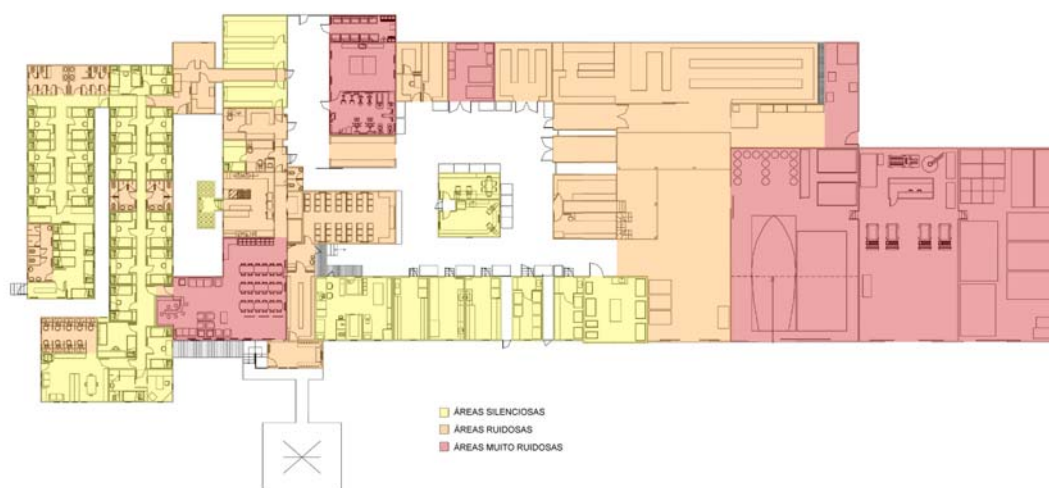 ÁREAS SILENCIOSAS
ÁREAS RUIDOSAS
ÁREAS MUITO RUIDOSAS